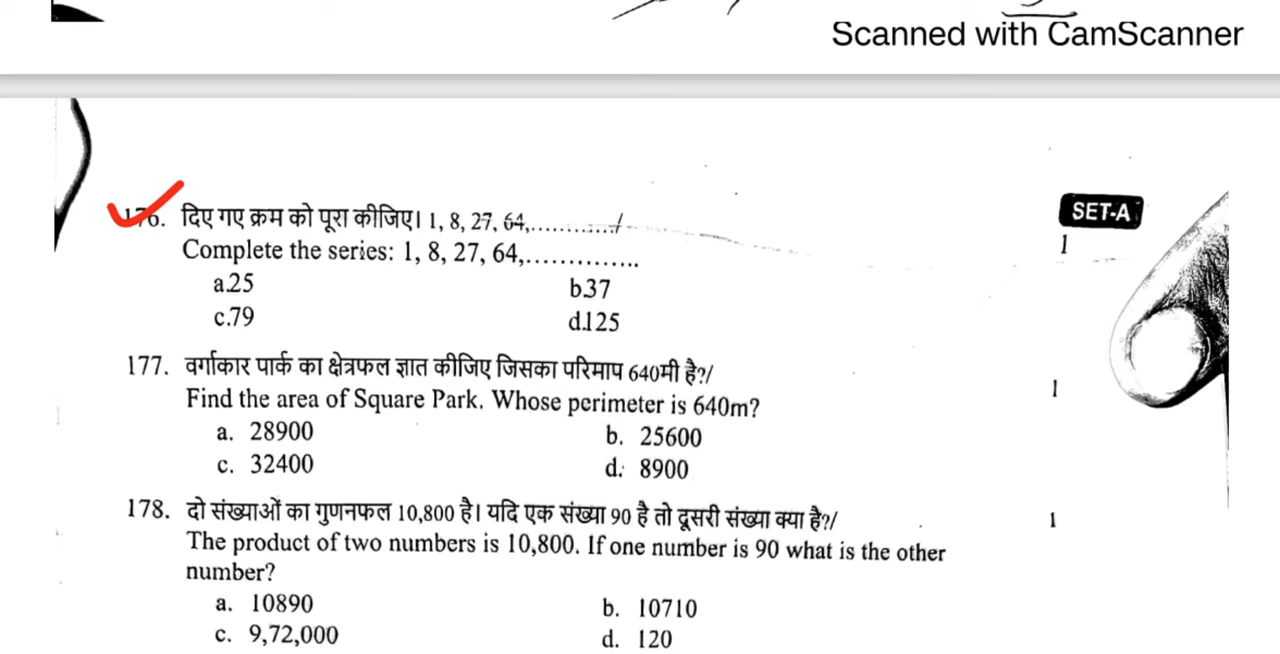 Scanned with CamScanner
SET-A
176. दिए गए क्रम को पूरा कीजिए। 1, 8, 27, 64,............/
Complete the series: 1, 8, 27, 64,.............. 1
a.25 b.37
c.79 d.125
177. वर्गाकार पार्क का क्षेत्रफल ज्ञात कीजिए जिसका परिमाप 640मी है?/ 1
Find the area of Square Park. Whose perimeter is 640m?
a. 28900 b. 25600
c. 32400 d. 8900
178. दो संख्याओं का गुणनफल 10,800 है। यदि एक संख्या 90 है तो दूसरी संख्या क्या है?/ 1
The product of two numbers is 10,800. If one number is 90 what is the other
number?
a. 10890 b. 10710
c. 9,72,000 d. 120